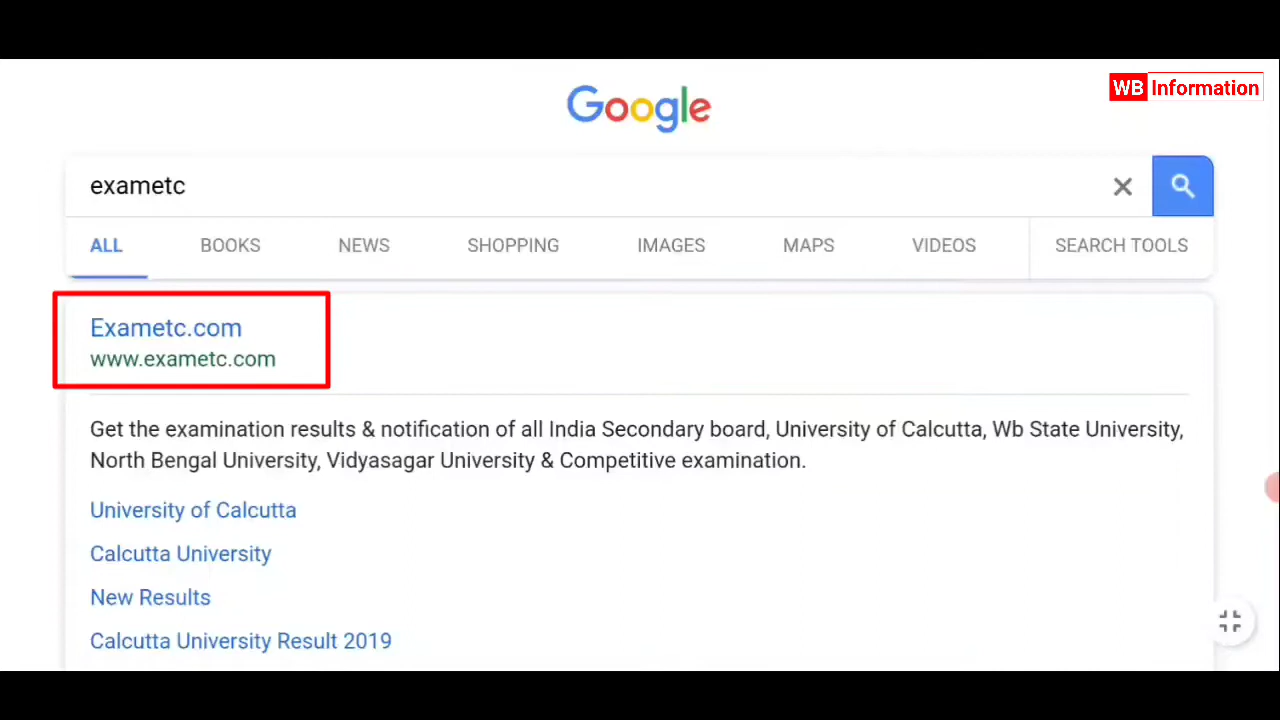 WB Information
Google
exametc
ALL BOOKS NEWS SHOPPING IMAGES MAPS VIDEOS SEARCH TOOLS
Exametc.com
www.exametc.com
Get the examination results & notification of all India Secondary board, University of Calcutta, Wb State University,
North Bengal University, Vidyasagar University & Competitive examination.
University of Calcutta
Calcutta University
New Results
Calcutta University Result 2019